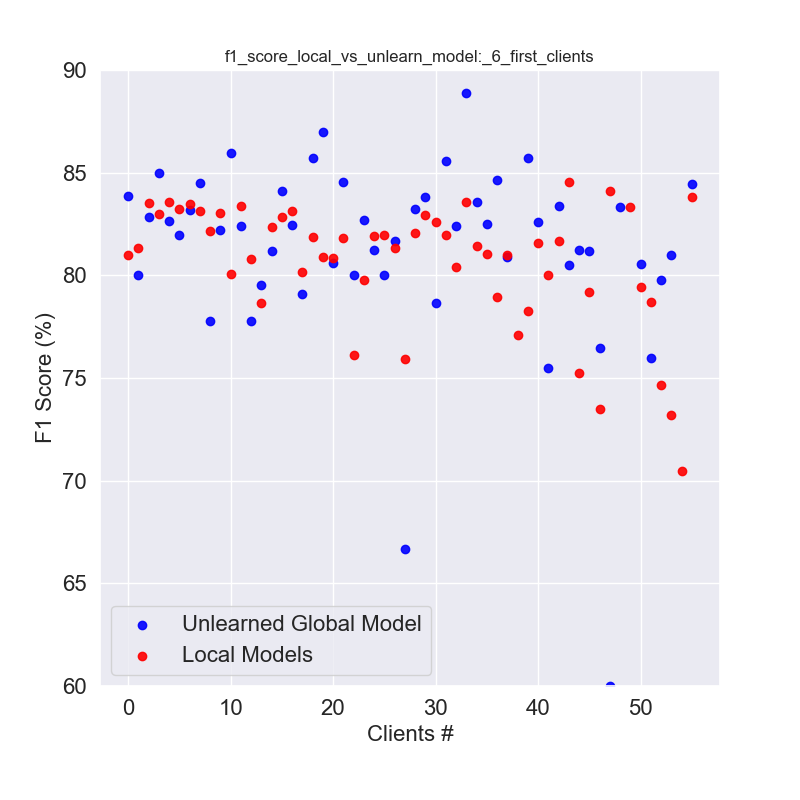 f1_score_local_vs_unlearn_model:_6_first_clients
90
85
80
75
70
65
60
F1 Score (%)
Unlearned Global Model
Local Models
0 10 20 30 40 50
Clients #